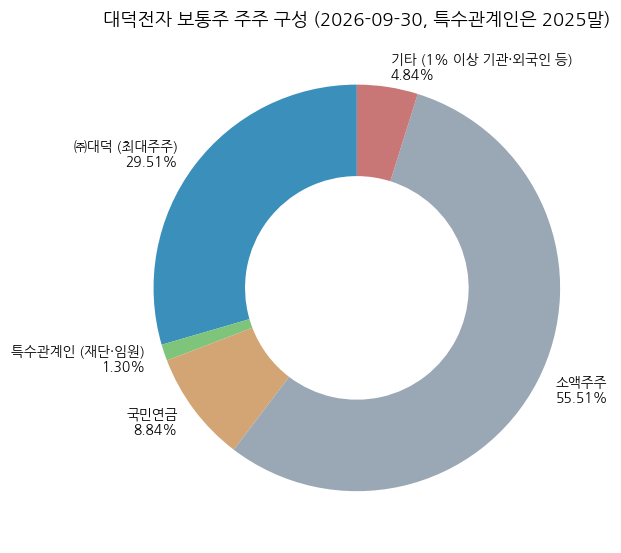 대덕전자 보통주 주주 구성 (2026-09-30, 특수관계인은 2025말)
기타 (1% 이상 기관·외국인 등)
4.84%
㈜대덕 (최대주주)
29.51%
특수관계인 (재단·임원)
1.30%
국민연금
8.84%
소액주주
55.51%